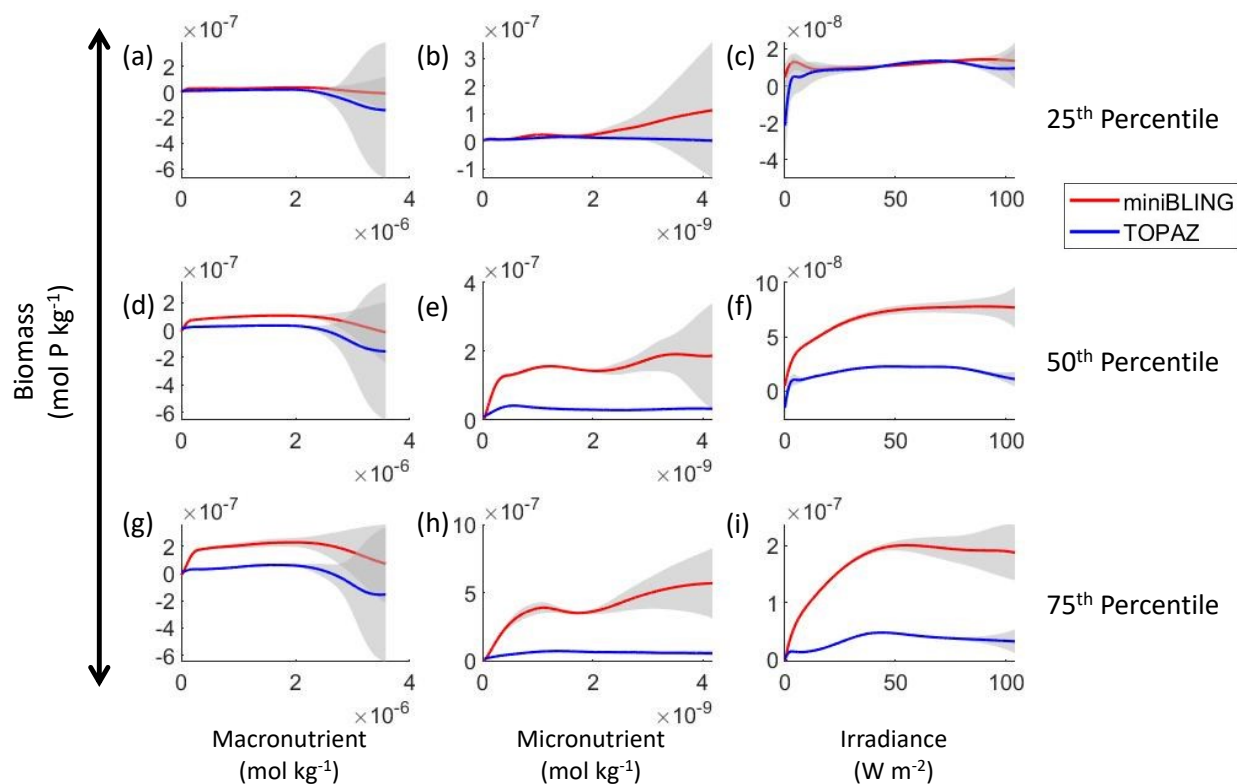 ×10⁻⁷ ×10⁻⁷ ×10⁻⁸
(a) (b) (c)
2
0
-2
-4
-6
0 2 4
×10⁻⁶
3
2
1
0
-1
0 2 4
×10⁻⁹
2
0
-2
-4
0 50 100
25th Percentile
miniBLING
TOPAZ
×10⁻⁷ ×10⁻⁷ ×10⁻⁸
(d) (e) (f)
2
0
-2
-4
-6
0 2 4
×10⁻⁶
4
2
0
0 2 4
×10⁻⁹
10
5
0
0 50 100
50th Percentile
×10⁻⁷ ×10⁻⁷ ×10⁻⁷
(g) (h) (i)
2
0
-2
-4
-6
0 2 4
×10⁻⁶
10
5
0
0 2 4
×10⁻⁹
2
1
0
0 50 100
75th Percentile
Biomass
(mol P kg⁻¹)
Macronutrient
(mol kg⁻¹)
Micronutrient
(mol kg⁻¹)
Irradiance
(W m⁻²)